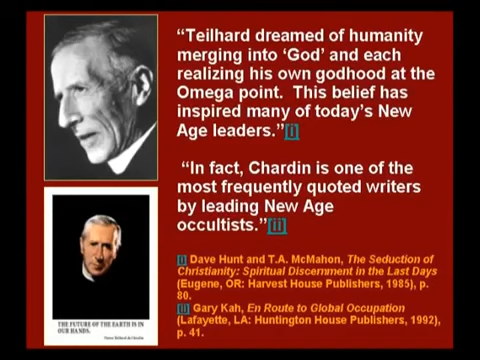 “Teilhard dreamed of humanity
merging into ‘God’ and each
realizing his own godhood at the
Omega point.  This belief has
inspired many of today’s New
Age leaders.”[i]
“In fact, Chardin is one of the
most frequently quoted writers
by leading New Age
occultists.”[ii]
[i] Dave Hunt and T.A. McMahon, The Seduction of
Christianity: Spiritual Discernment in the Last Days
(Eugene, OR: Harvest House Publishers, 1985), p.
80.
[ii] Gary Kah, En Route to Global Occupation
(Lafayette, LA: Huntington House Publishers, 1992),
p. 41.
THE FUTURE OF THE EARTH IS IN
OUR HANDS.